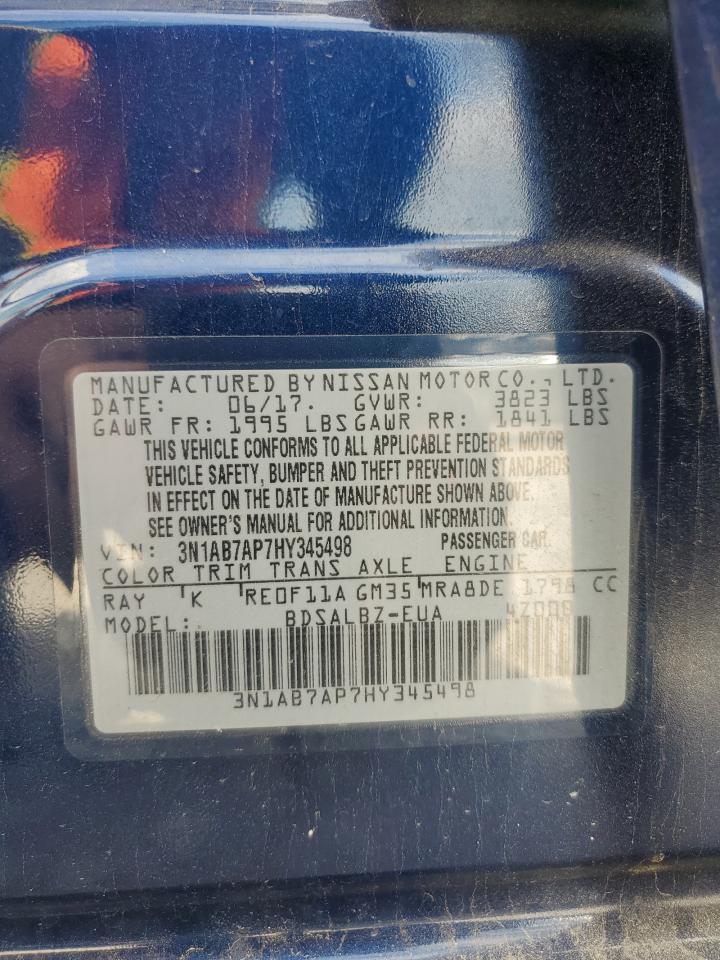 MANUFACTURED BY NISSAN MOTOR CO., LTD.
DATE: 06/17. GVWR: 3823 LBS
GAWR FR: 1995 LBS GAWR RR: 1841 LBS
THIS VEHICLE CONFORMS TO ALL APPLICABLE FEDERAL MOTOR
VEHICLE SAFETY, BUMPER AND THEFT PREVENTION STANDARDS
IN EFFECT ON THE DATE OF MANUFACTURE SHOWN ABOVE.
SEE OWNER'S MANUAL FOR ADDITIONAL INFORMATION.
VIN: 3N1AB7AP7HY345498 PASSENGER CAR.
COLOR TRIM TRANS AXLE ENGINE
RAY K RE0F11A GM35 MRA8DE 1798 CC
MODEL: BDSALBZ-EUA
3N1AB7AP7HY345498